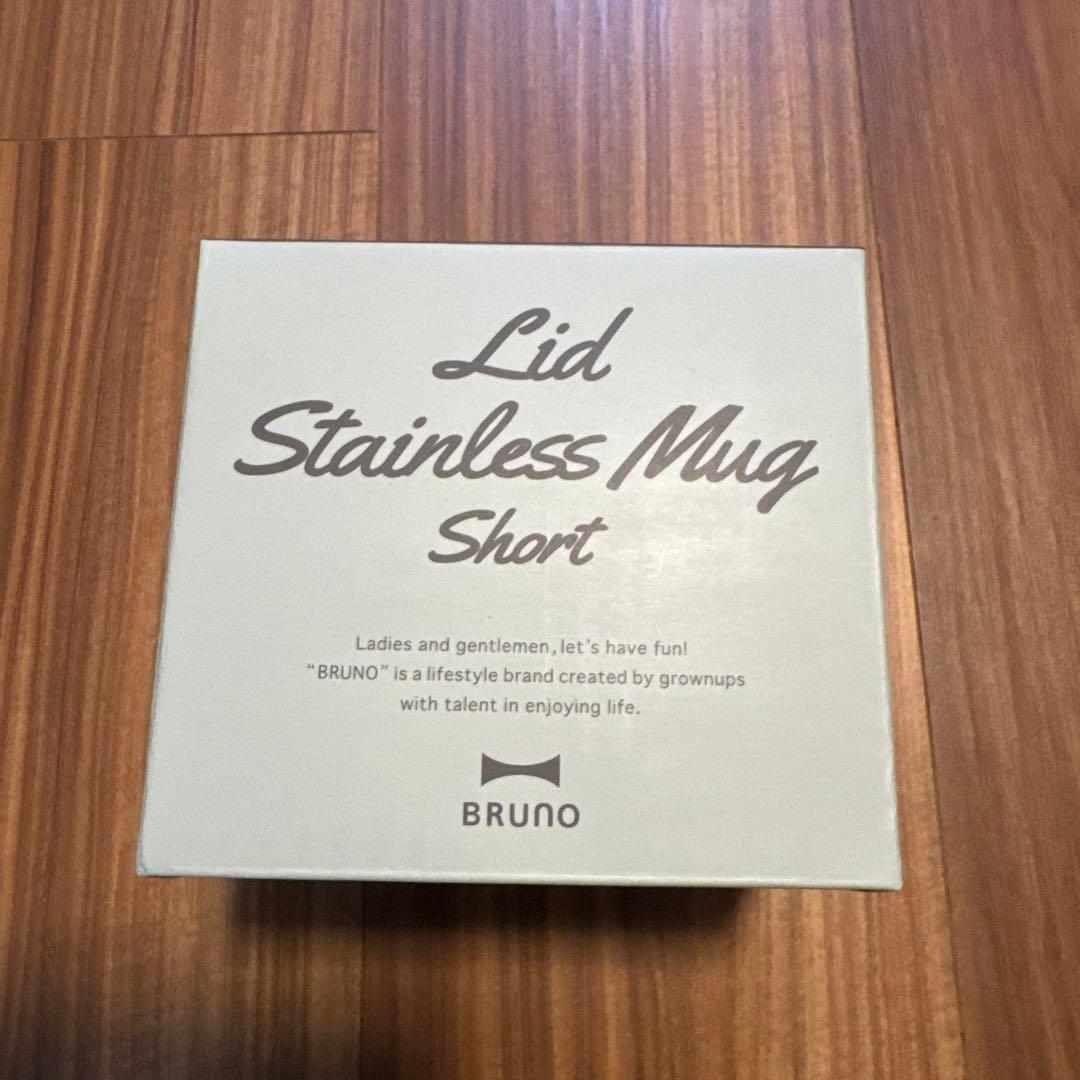 Lid
Stainless Mug
Short
Ladies and gentlemen, let's have fun!
“BRUNO” is a lifestyle brand created by grownups
with talent in enjoying life.
BRUNO